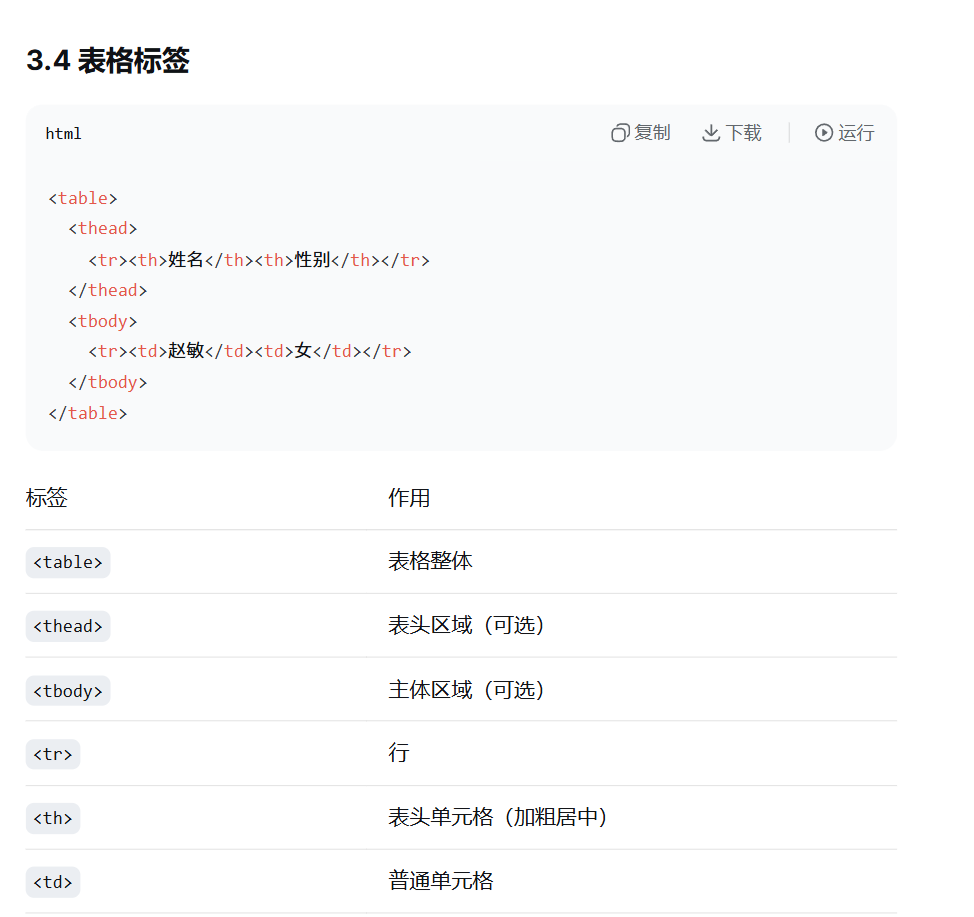 3.4 表格标签
html 复制 下载 运行
<table>
  <thead>
    <tr><th>姓名</th><th>性别</th></tr>
  </thead>
  <tbody>
    <tr><td>赵敏</td><td>女</td></tr>
  </tbody>
</table>
标签 作用
<table> 表格整体
<thead> 表头区域（可选）
<tbody> 主体区域（可选）
<tr> 行
<th> 表头单元格（加粗居中）
<td> 普通单元格